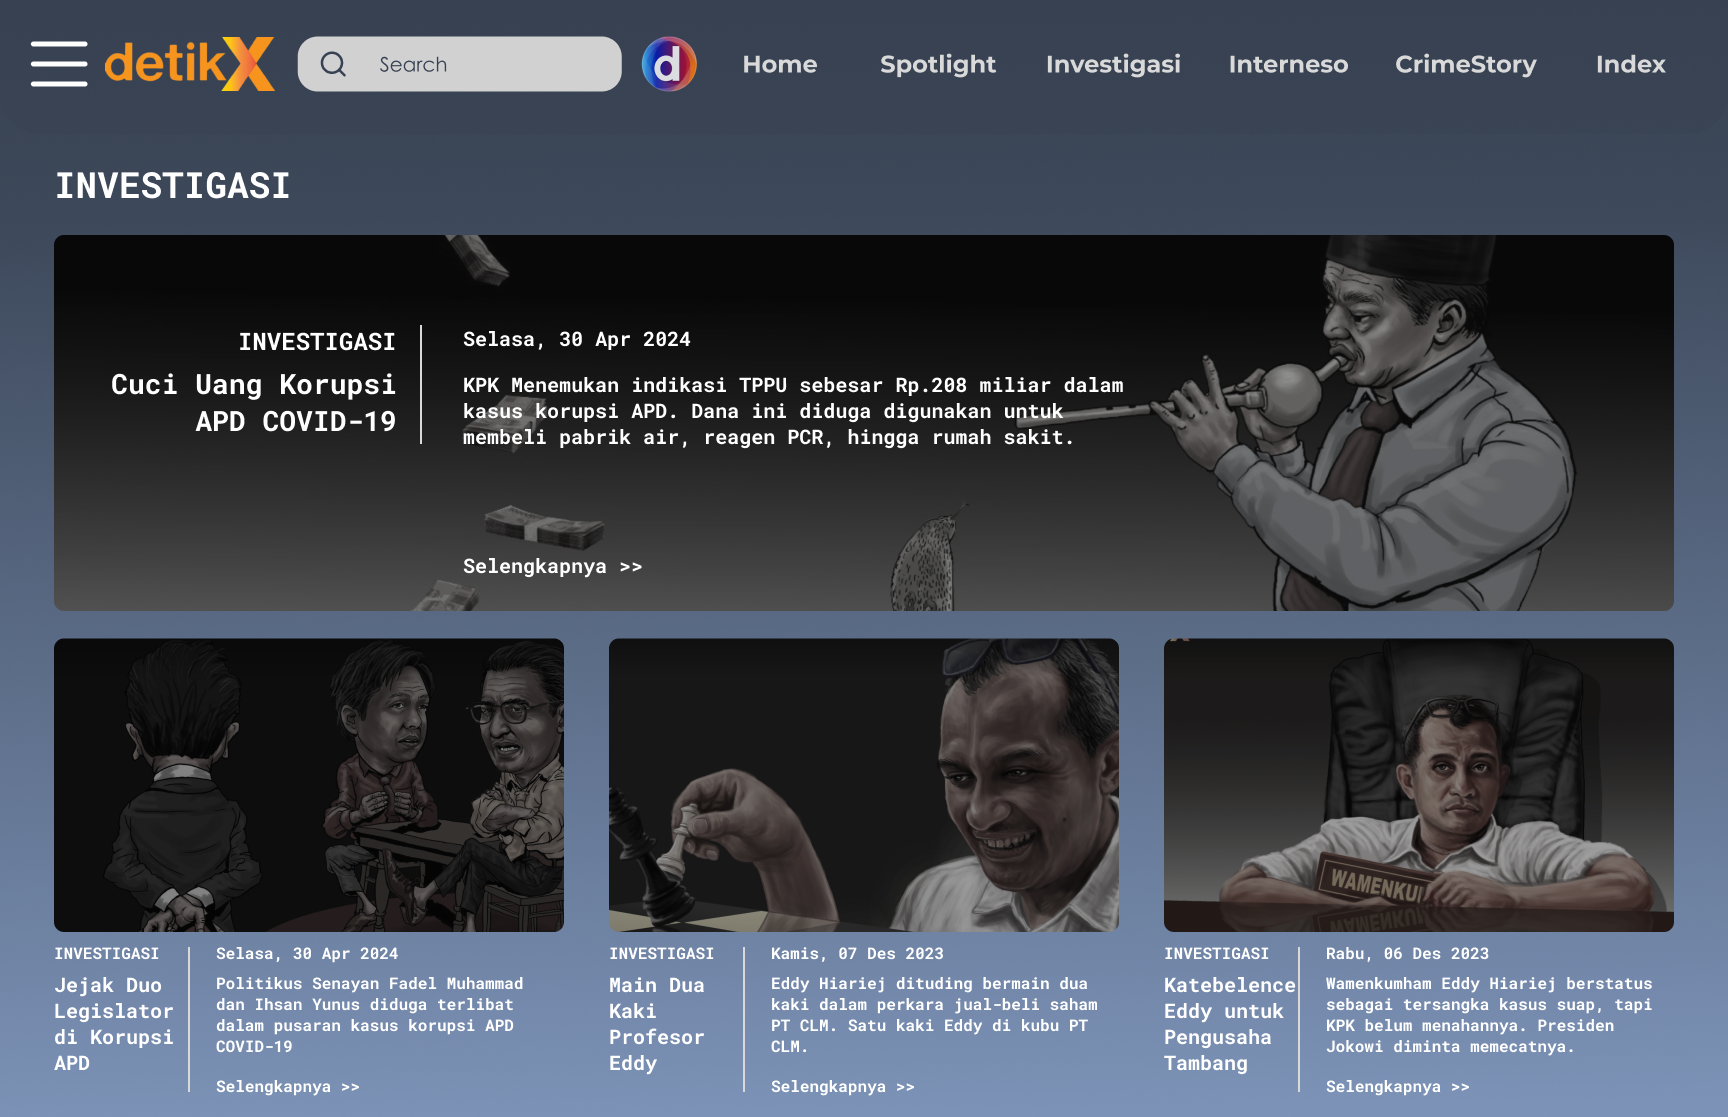 detikX
Search
d
Home
Spotlight
Investigasi
Interneso
CrimeStory
Index
INVESTIGASI
INVESTIGASI
Cuci Uang Korupsi
APD COVID-19
Selasa, 30 Apr 2024
KPK Menemukan indikasi TPPU sebesar Rp.208 miliar dalam
kasus korupsi APD. Dana ini diduga digunakan untuk
membeli pabrik air, reagen PCR, hingga rumah sakit.
Selengkapnya >>
INVESTIGASI
Jejak Duo
Legislator
di Korupsi
APD
Selasa, 30 Apr 2024
Politikus Senayan Fadel Muhammad
dan Ihsan Yunus diduga terlibat
dalam pusaran kasus korupsi APD
COVID-19
Selengkapnya >>
INVESTIGASI
Main Dua
Kaki
Profesor
Eddy
Kamis, 07 Des 2023
Eddy Hiariej dituding bermain dua
kaki dalam perkara jual-beli saham
PT CLM. Satu kaki Eddy di kubu PT
CLM.
Selengkapnya >>
WAMENKU
INVESTIGASI
Katebelence
Eddy untuk
Pengusaha
Tambang
Rabu, 06 Des 2023
Wamenkumham Eddy Hiariej berstatus
sebagai tersangka kasus suap, tapi
KPK belum menahannya. Presiden
Jokowi diminta memecatnya.
Selengkapnya >>